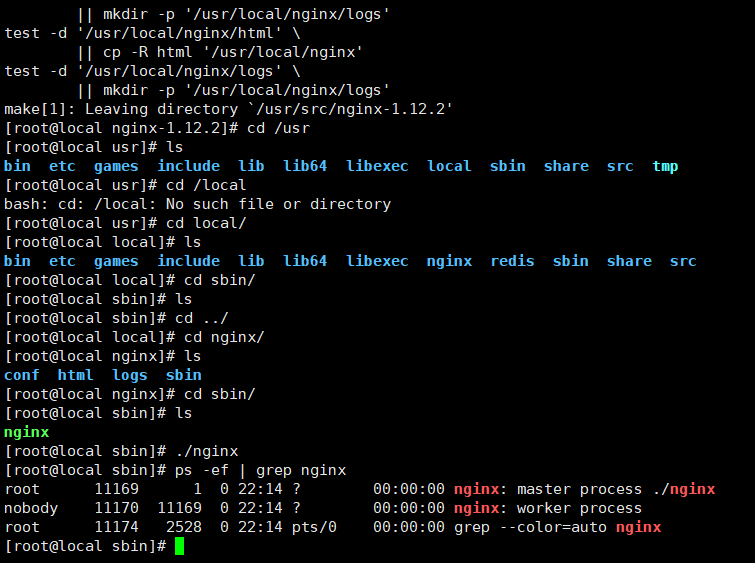 || mkdir -p '/usr/local/nginx/logs'
test -d '/usr/local/nginx/html' \
        || cp -R html '/usr/local/nginx'
test -d '/usr/local/nginx/logs' \
        || mkdir -p '/usr/local/nginx/logs'
make[1]: Leaving directory `/usr/src/nginx-1.12.2'
[root@local nginx-1.12.2]# cd /usr
[root@local usr]# ls
bin  etc  games  include  lib  lib64  libexec  local  sbin  share  src  tmp
[root@local usr]# cd /local
bash: cd: /local: No such file or directory
[root@local usr]# cd local/
[root@local local]# ls
bin  etc  games  include  lib  lib64  libexec  nginx  redis  sbin  share  src
[root@local local]# cd sbin/
[root@local sbin]# ls
[root@local sbin]# cd ../
[root@local local]# cd nginx/
[root@local nginx]# ls
conf  html  logs  sbin
[root@local nginx]# cd sbin/
[root@local sbin]# ls
nginx
[root@local sbin]# ./nginx
[root@local sbin]# ps -ef | grep nginx
root      11169      1  0 22:14 ?        00:00:00 nginx: master process ./nginx
nobody    11170  11169  0 22:14 ?        00:00:00 nginx: worker process
root      11174   2528  0 22:14 pts/0    00:00:00 grep --color=auto nginx
[root@local sbin]#